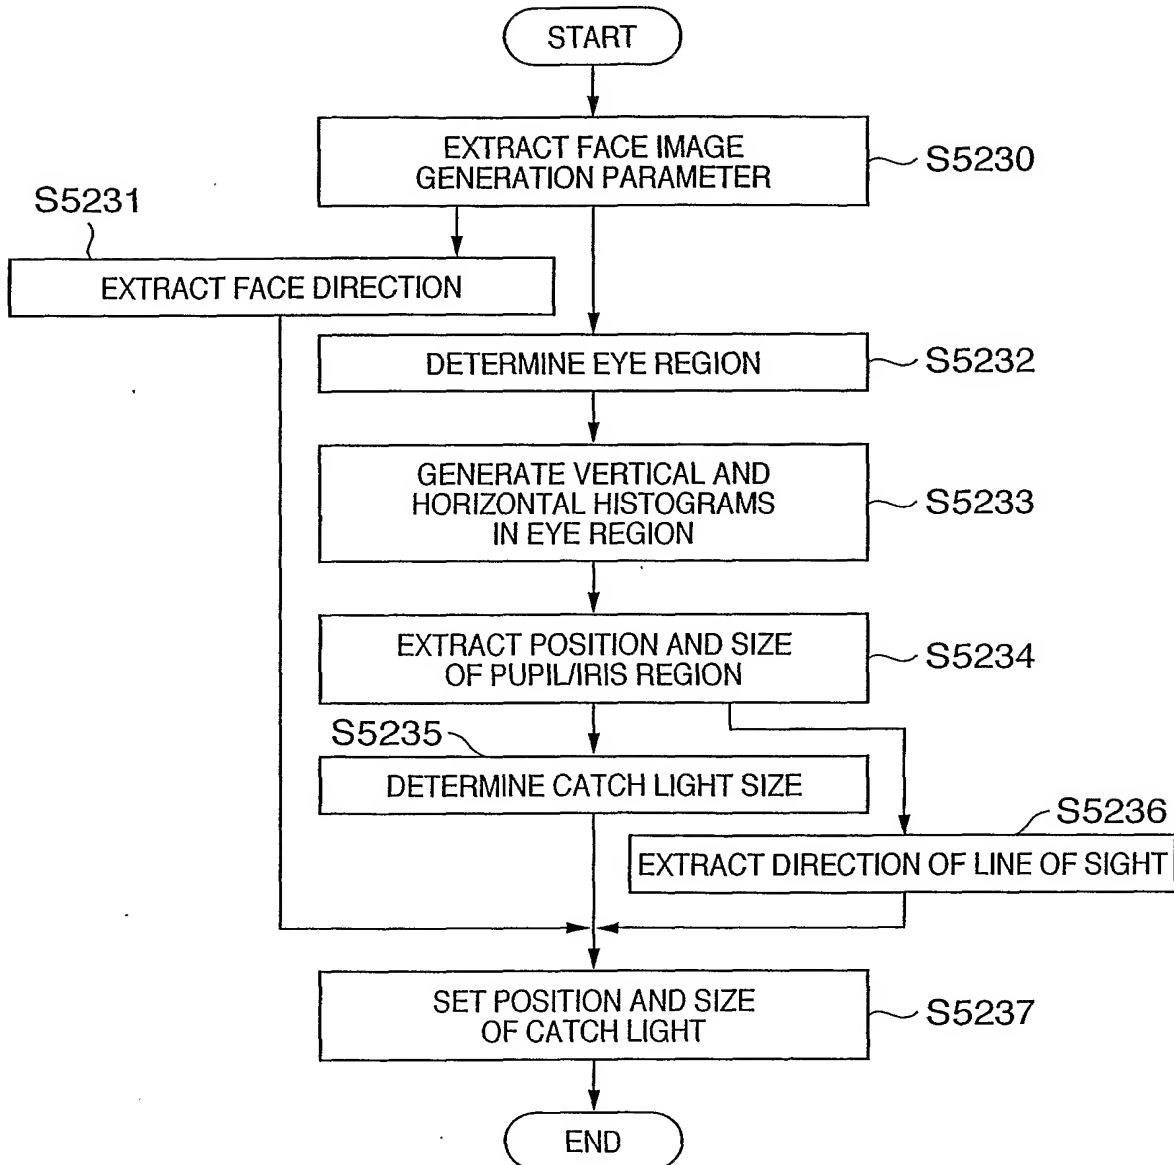 START
EXTRACT FACE IMAGE
GENERATION PARAMETER
S5230
S5231
EXTRACT FACE DIRECTION
DETERMINE EYE REGION
S5232
GENERATE VERTICAL AND
HORIZONTAL HISTOGRAMS
IN EYE REGION
S5233
EXTRACT POSITION AND SIZE
OF PUPIL/IRIS REGION
S5234
S5235
DETERMINE CATCH LIGHT SIZE
S5236
EXTRACT DIRECTION OF LINE OF SIGHT
SET POSITION AND SIZE
OF CATCH LIGHT
S5237
END